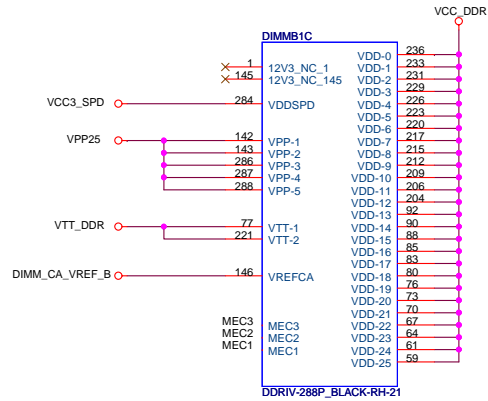 VCC_DDR
DIMMB1C
1 12V3_NC_1 VDD-0 236
145 12V3_NC_145 VDD-1 233
VDD-2 231
VDD-3 229
VCC3_SPD 284 VDDSPD VDD-4 226
VDD-5 223
VDD-6 220
VPP25 142 VPP-1 VDD-7 217
143 VPP-2 VDD-8 215
286 VPP-3 VDD-9 212
287 VPP-4 VDD-10 209
288 VPP-5 VDD-11 206
VDD-12 204
VDD-13 92
VTT_DDR 77 VTT-1 VDD-14 90
221 VTT-2 VDD-15 88
VDD-16 85
VDD-17 83
DIMM_CA_VREF_B 146 VREFCA VDD-18 80
VDD-19 76
VDD-20 73
VDD-21 70
MEC3 MEC3 VDD-22 67
MEC2 MEC2 VDD-23 64
MEC1 MEC1 VDD-24 61
VDD-25 59
DDRIV-288P_BLACK-RH-21